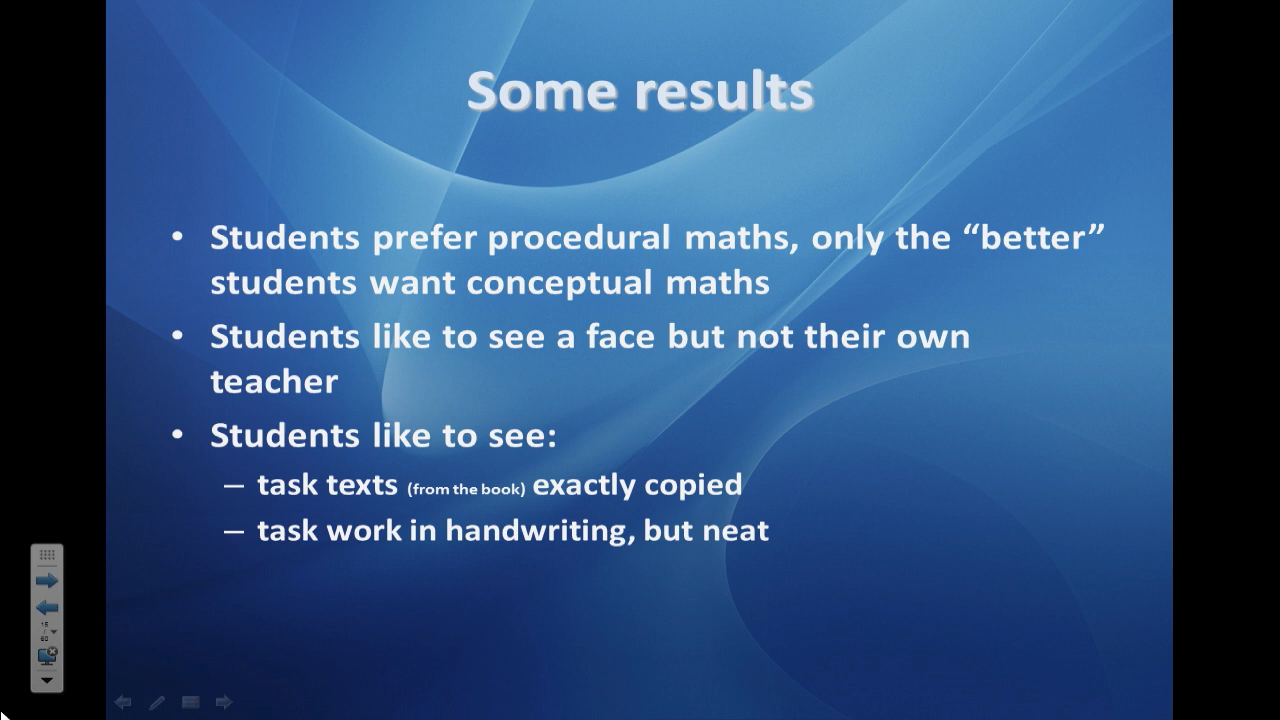 Some results
• Students prefer procedural maths, only the “better”
students want conceptual maths
• Students like to see a face but not their own
teacher
• Students like to see:
– task texts (from the book) exactly copied
– task work in handwriting, but neat
15
/
60